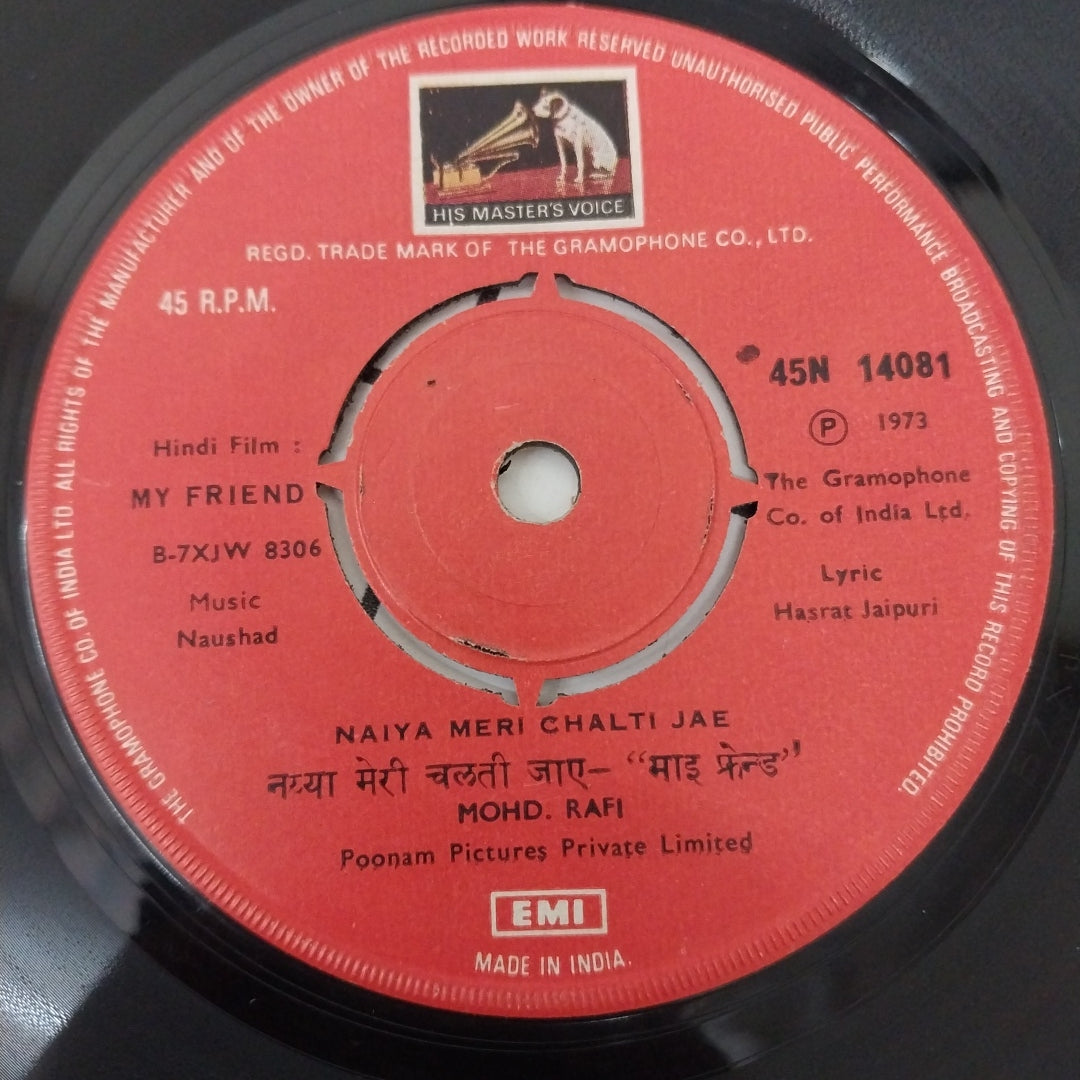 THE GRAMOPHONE CO. OF INDIA LTD. ALL RIGHTS OF THE MANUFACTURER AND OF THE OWNER OF THE RECORDED WORK RESERVED UNAUTHORISED PUBLIC PERFORMANCE BROADCASTING AND COPYING OF THIS RECORD PROHIBITED.
HIS MASTER'S VOICE
REGD. TRADE MARK OF THE GRAMOPHONE CO., LTD.
45 R.P.M.
45N 14081
Ⓟ 1973
The Gramophone
Co. of India Ltd.
Hindi Film :
MY FRIEND
B-7XJW 8306
Music
Naushad
Lyric
Hasrat Jaipuri
NAIYA MERI CHALTI JAE
नय्या मेरी चलती जाए– “माइ फ्रेन्ड”
MOHD. RAFI
Poonam Pictures Private Limited
EMI
MADE IN INDIA.